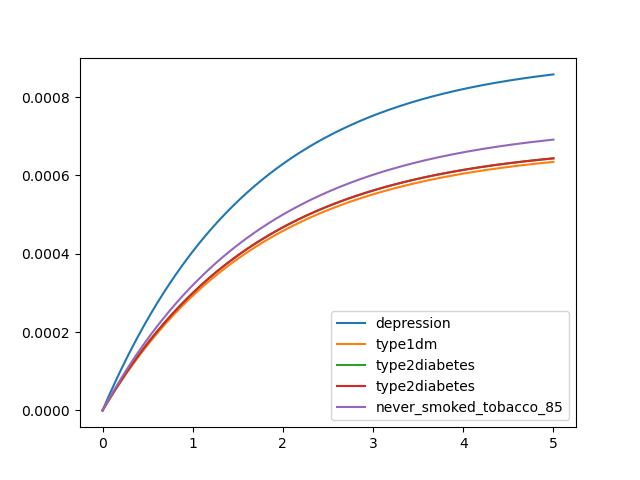 0.0008
0.0006
0.0004
0.0002
0.0000
0 1 2 3 4 5
depression
type1dm
type2diabetes
type2diabetes
never_smoked_tobacco_85